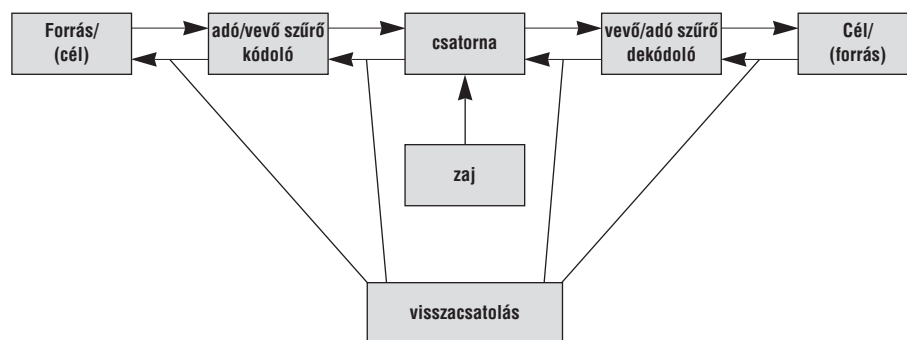 Forrás/
(cél)
adó/vevő szűrő
kódoló
csatorna
vevő/adó szűrő
dekódoló
Cél/
(forrás)
zaj
visszacsatolás